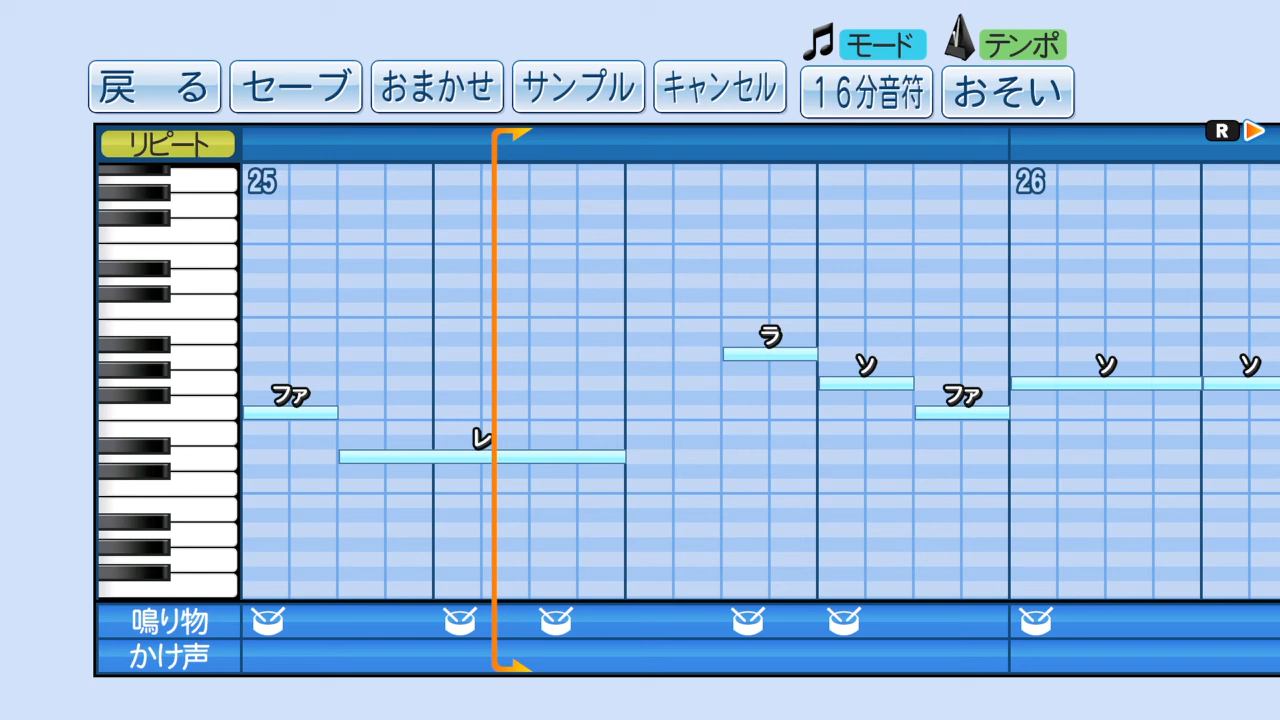 モード テンポ
戻る セーブ おまかせ サンプル キャンセル 16分音符 おそい
リピート R
25 26
ラ
ソ ソ ソ
ファ ファ
レ
鳴り物
かけ声